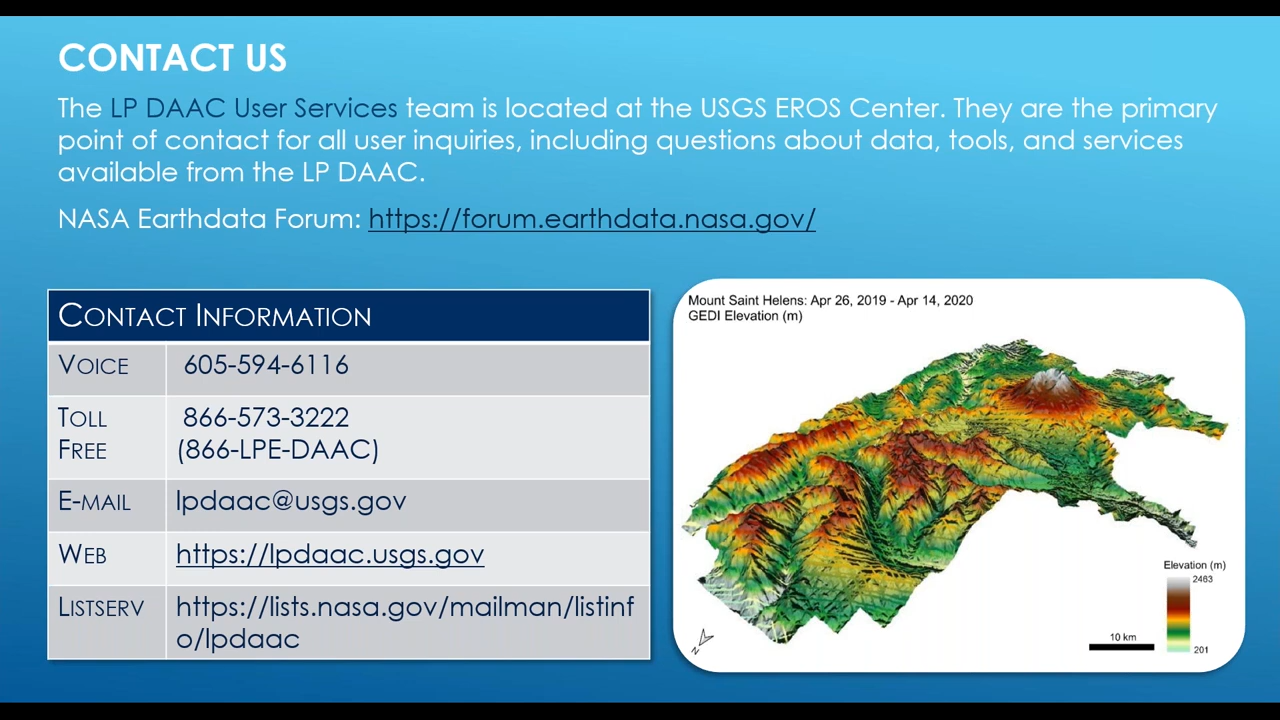 CONTACT US
The LP DAAC User Services team is located at the USGS EROS Center. They are the primary
point of contact for all user inquiries, including questions about data, tools, and services
available from the LP DAAC.
NASA Earthdata Forum: https://forum.earthdata.nasa.gov/
CONTACT INFORMATION
VOICE 605-594-6116
TOLL FREE 866-573-3222
(866-LPE-DAAC)
E-MAIL lpdaac@usgs.gov
WEB https://lpdaac.usgs.gov
LISTSERV https://lists.nasa.gov/mailman/listinf
o/lpdaac
Mount Saint Helens: Apr 26, 2019 - Apr 14, 2020
GEDI Elevation (m)
Elevation (m)
2463
201
10 km
N